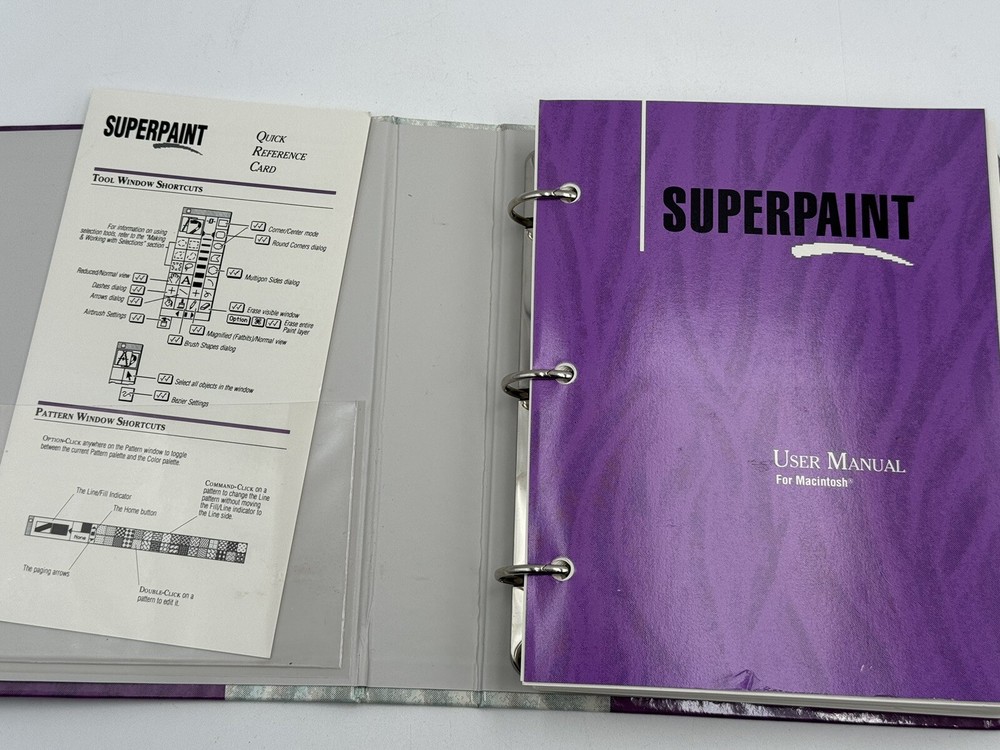 SUPERPAINT
QUICK
REFERENCE
CARD
TOOL WINDOW SHORTCUTS
For information on using
selection tools, refer to the "Making
& Working with Selections" section
Corner/Center mode
Round Corners dialog
Multigon Sides dialog
Reduced/Normal view
Dashes dialog
Arrows dialog
Airbrush Settings
Erase visible window
Option
Erase entire
Paint layer
Magnified (Fatbits)/Normal view
Brush Shapes dialog
A
Select all objects in the window
Bezier Settings
PATTERN WINDOW SHORTCUTS
OPTION-CLICK anywhere on the Pattern window to toggle
between the current Pattern palette and the Color palette.
COMMAND-CLICK on a
pattern to change the Line
pattern without moving
the Fill/Line indicator to
the Line side.
The Line/Fill Indicator
The Home button
Home
The paging arrows
DOUBLE-CLICK on a
pattern to edit it.
SUPERPAINT
USER MANUAL
For Macintosh®